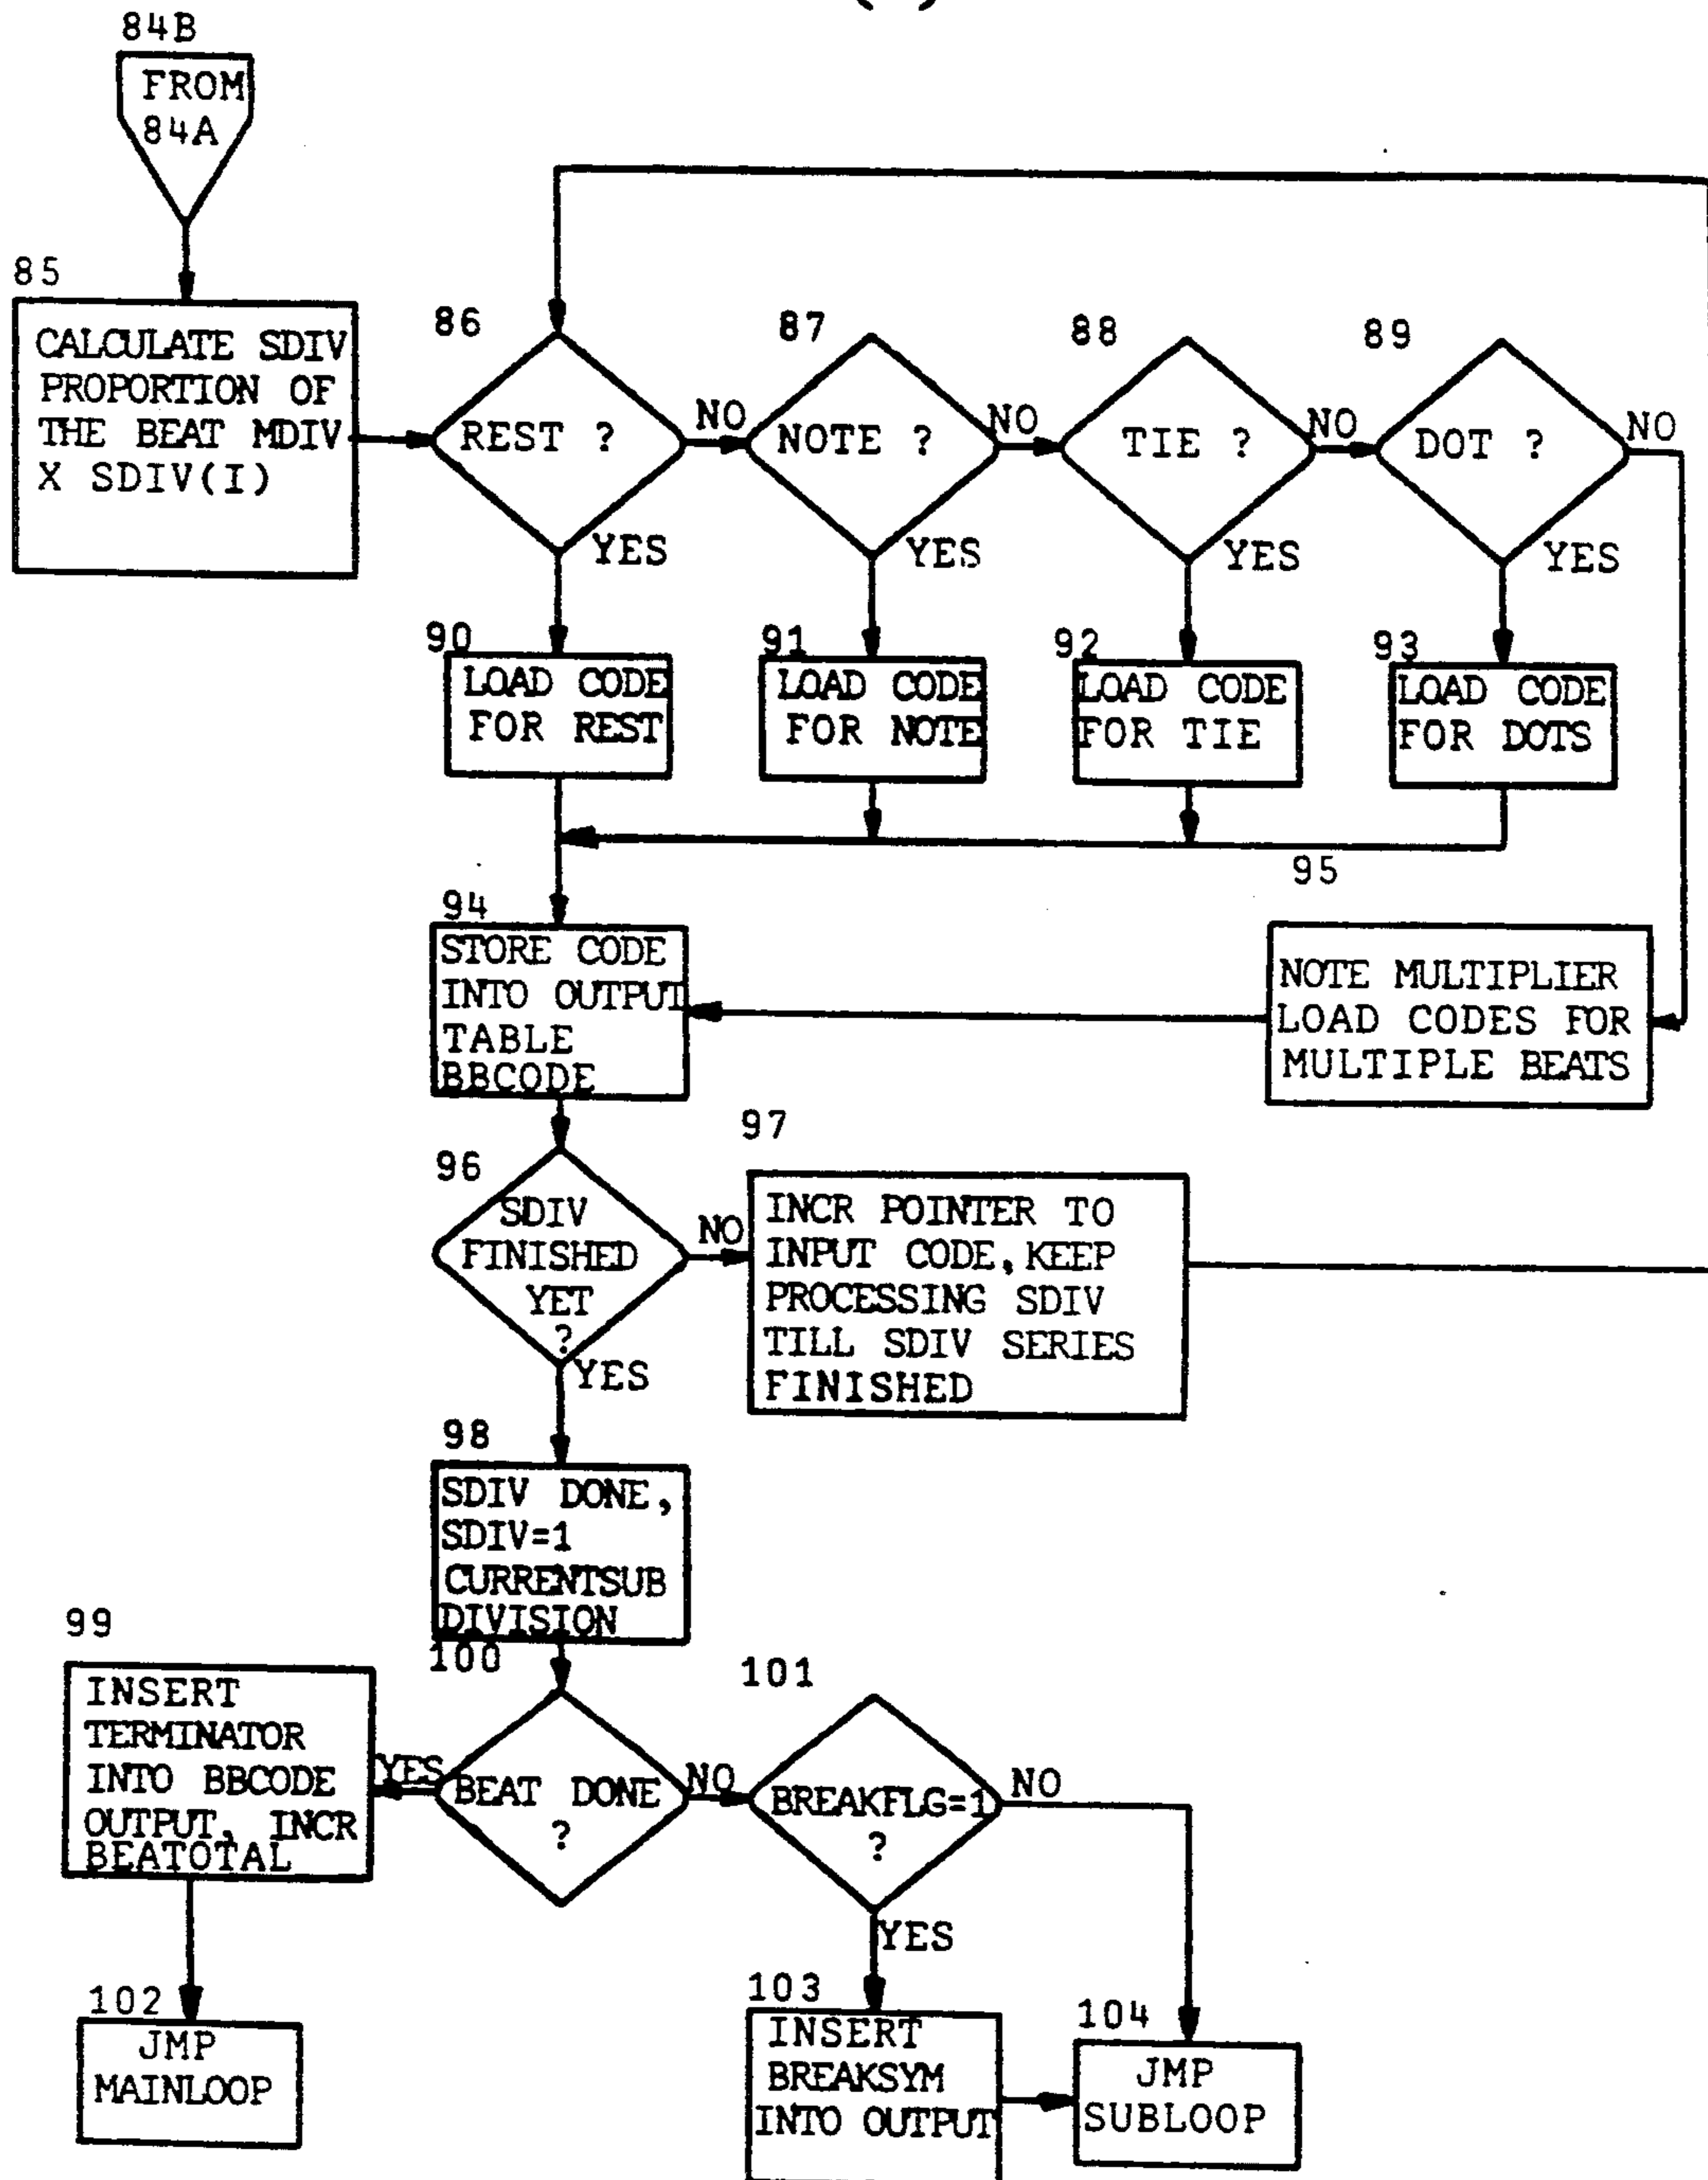 84B
FROM
84A
85
CALCULATE SDIV
PROPORTION OF
THE BEAT MDIV
X SDIV(I)
86
REST ?
NO
YES
87
NOTE ?
NO
YES
88
TIE ?
NO
YES
89
DOT ?
NO
YES
90
LOAD CODE
FOR REST
91
LOAD CODE
FOR NOTE
92
LOAD CODE
FOR TIE
93
LOAD CODE
FOR DOTS
94
STORE CODE
INTO OUTPUT
TABLE
BBCODE
95
NOTE MULTIPLIER
LOAD CODES FOR
MULTIPLE BEATS
96
SDIV
FINISHED
YET
?
NO
YES
97
INCR POINTER TO
INPUT CODE, KEEP
PROCESSING SDIV
TILL SDIV SERIES
FINISHED
98
SDIV DONE,
SDIV=1
CURRENTSUB
DIVISION
99
INSERT
TERMINATOR
INTO BBCODE
OUTPUT, INCR
BEATOTAL
100
YES
BEAT DONE
?
NO
101
BREAKFLG=1
?
NO
YES
102
JMP
MAINLOOP
103
INSERT
BREAKSYM
INTO OUTPUT
104
JMP
SUBLOOP